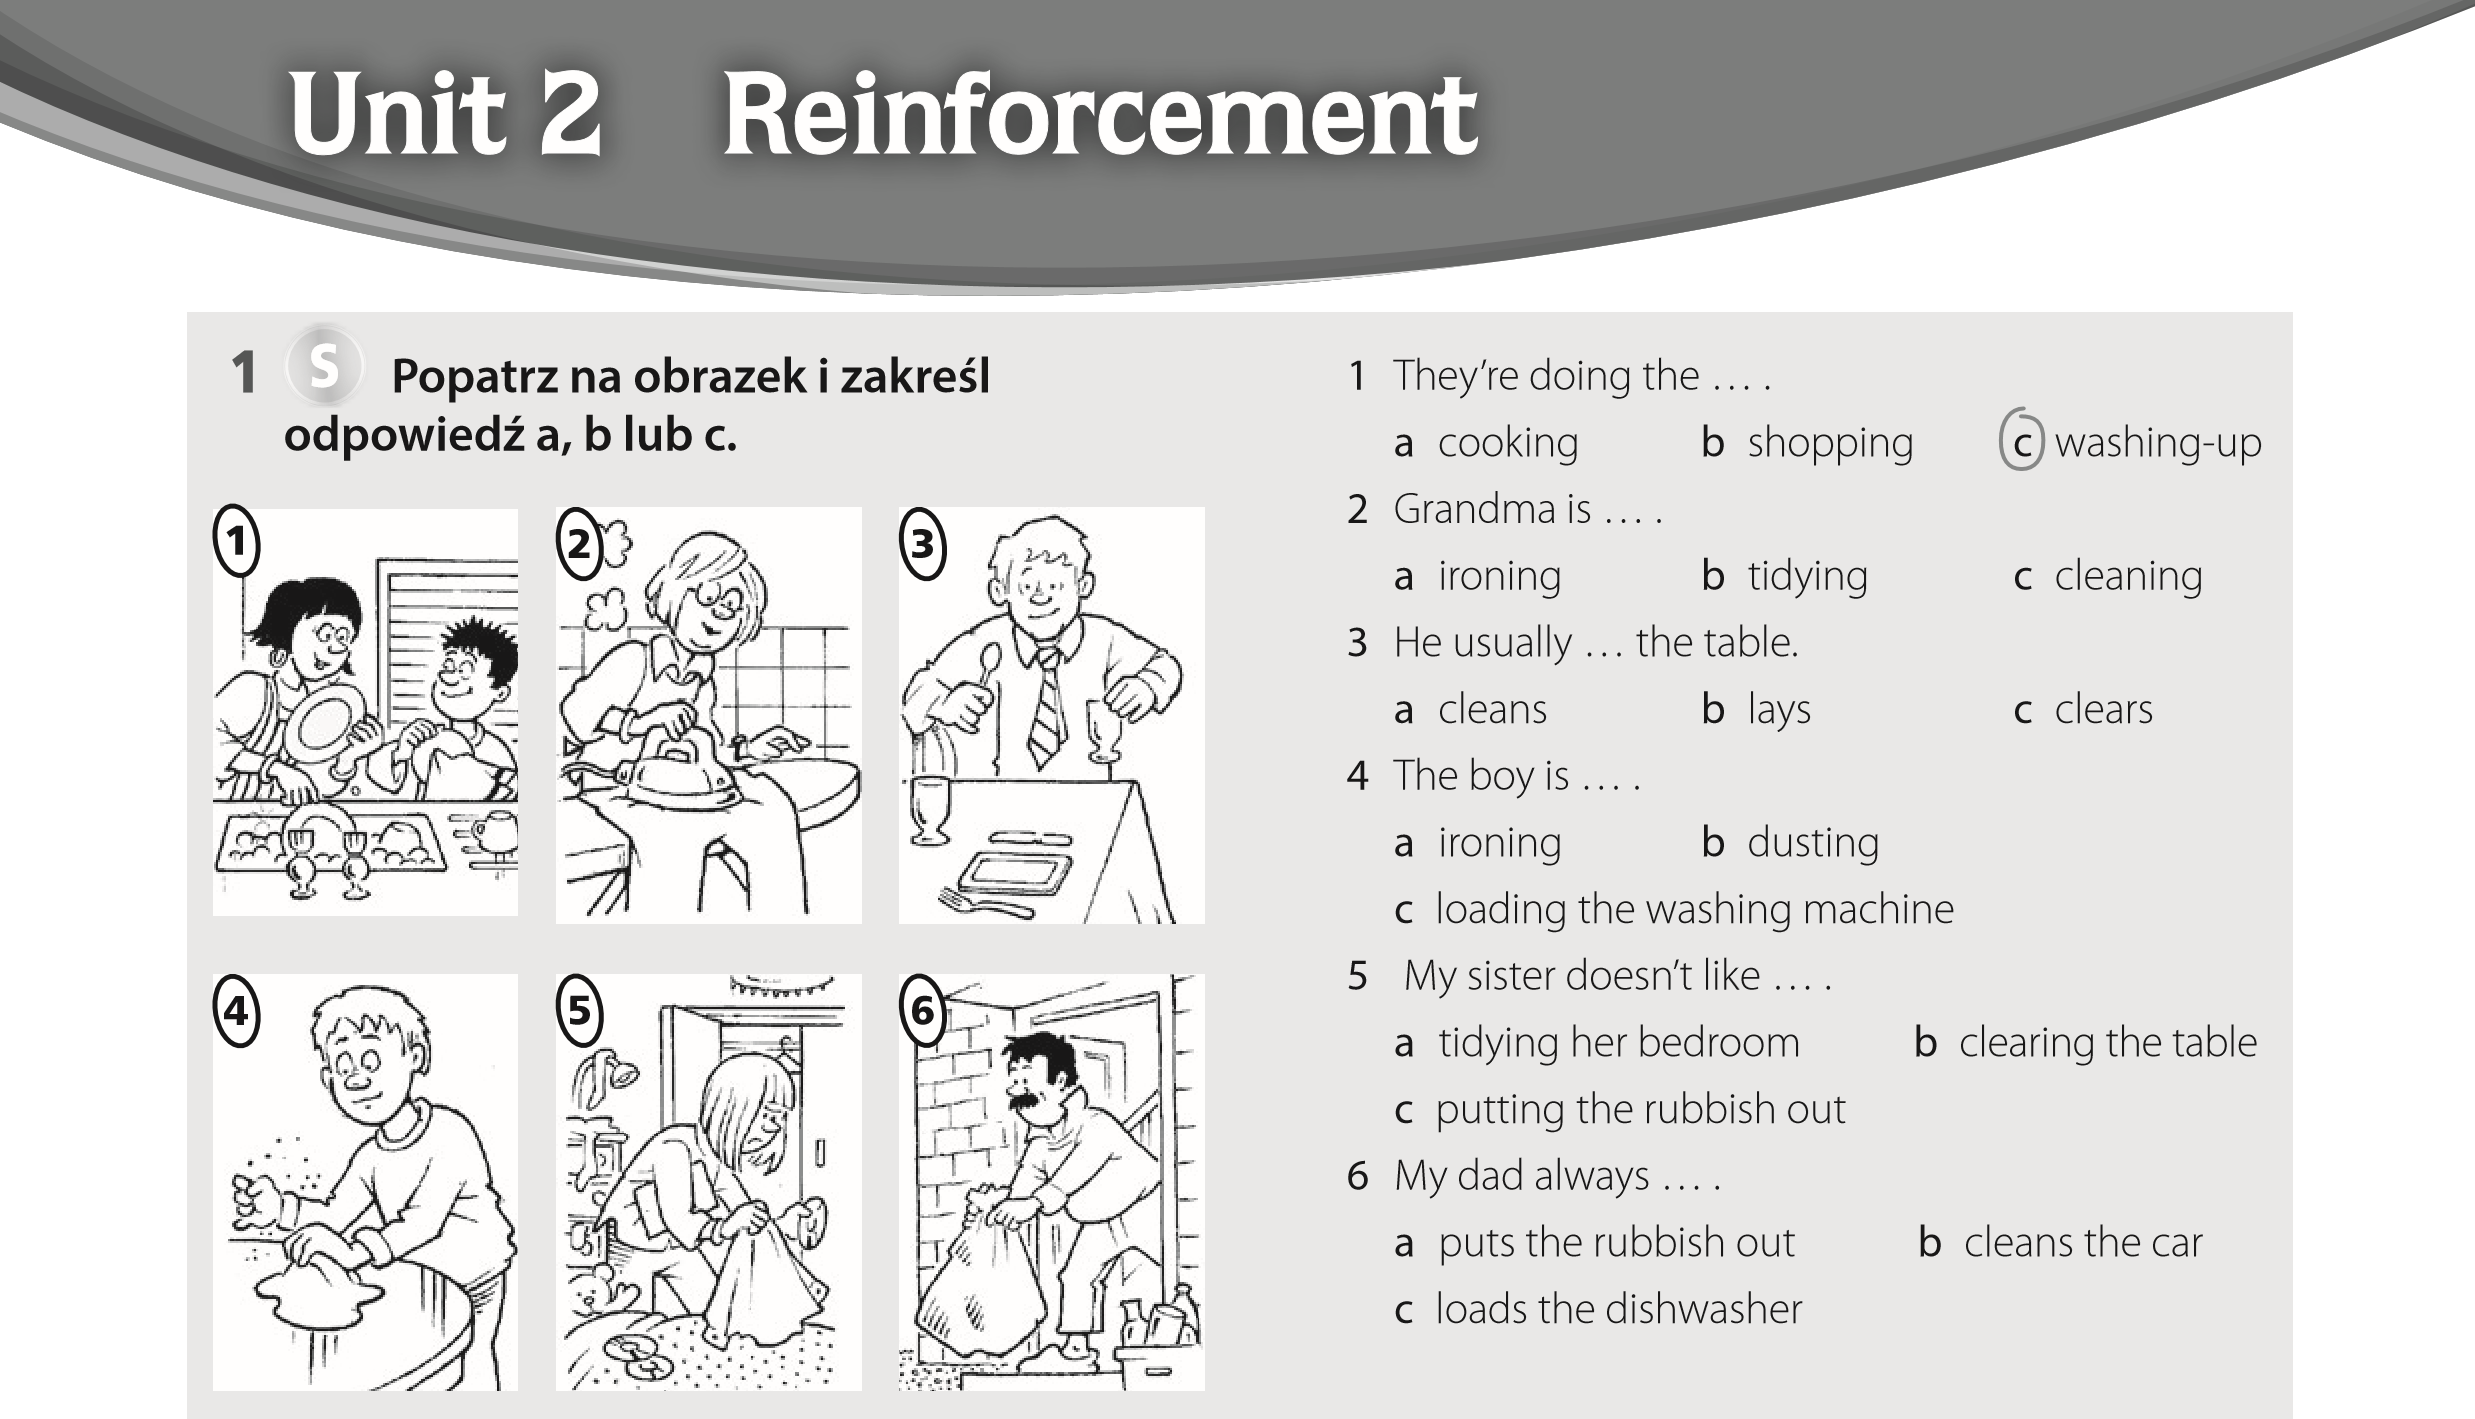 Unit 2 Reinforcement
1 S Popatrz na obrazek i zakreśl
odpowiedź a, b lub c.
1
2
3
4
5
6
1 They're doing the … .
a cooking b shopping c washing-up
2 Grandma is … .
a ironing b tidying c cleaning
3 He usually … the table.
a cleans b lays c clears
4 The boy is … .
a ironing b dusting
c loading the washing machine
5 My sister doesn't like … .
a tidying her bedroom b clearing the table
c putting the rubbish out
6 My dad always … .
a puts the rubbish out b cleans the car
c loads the dishwasher